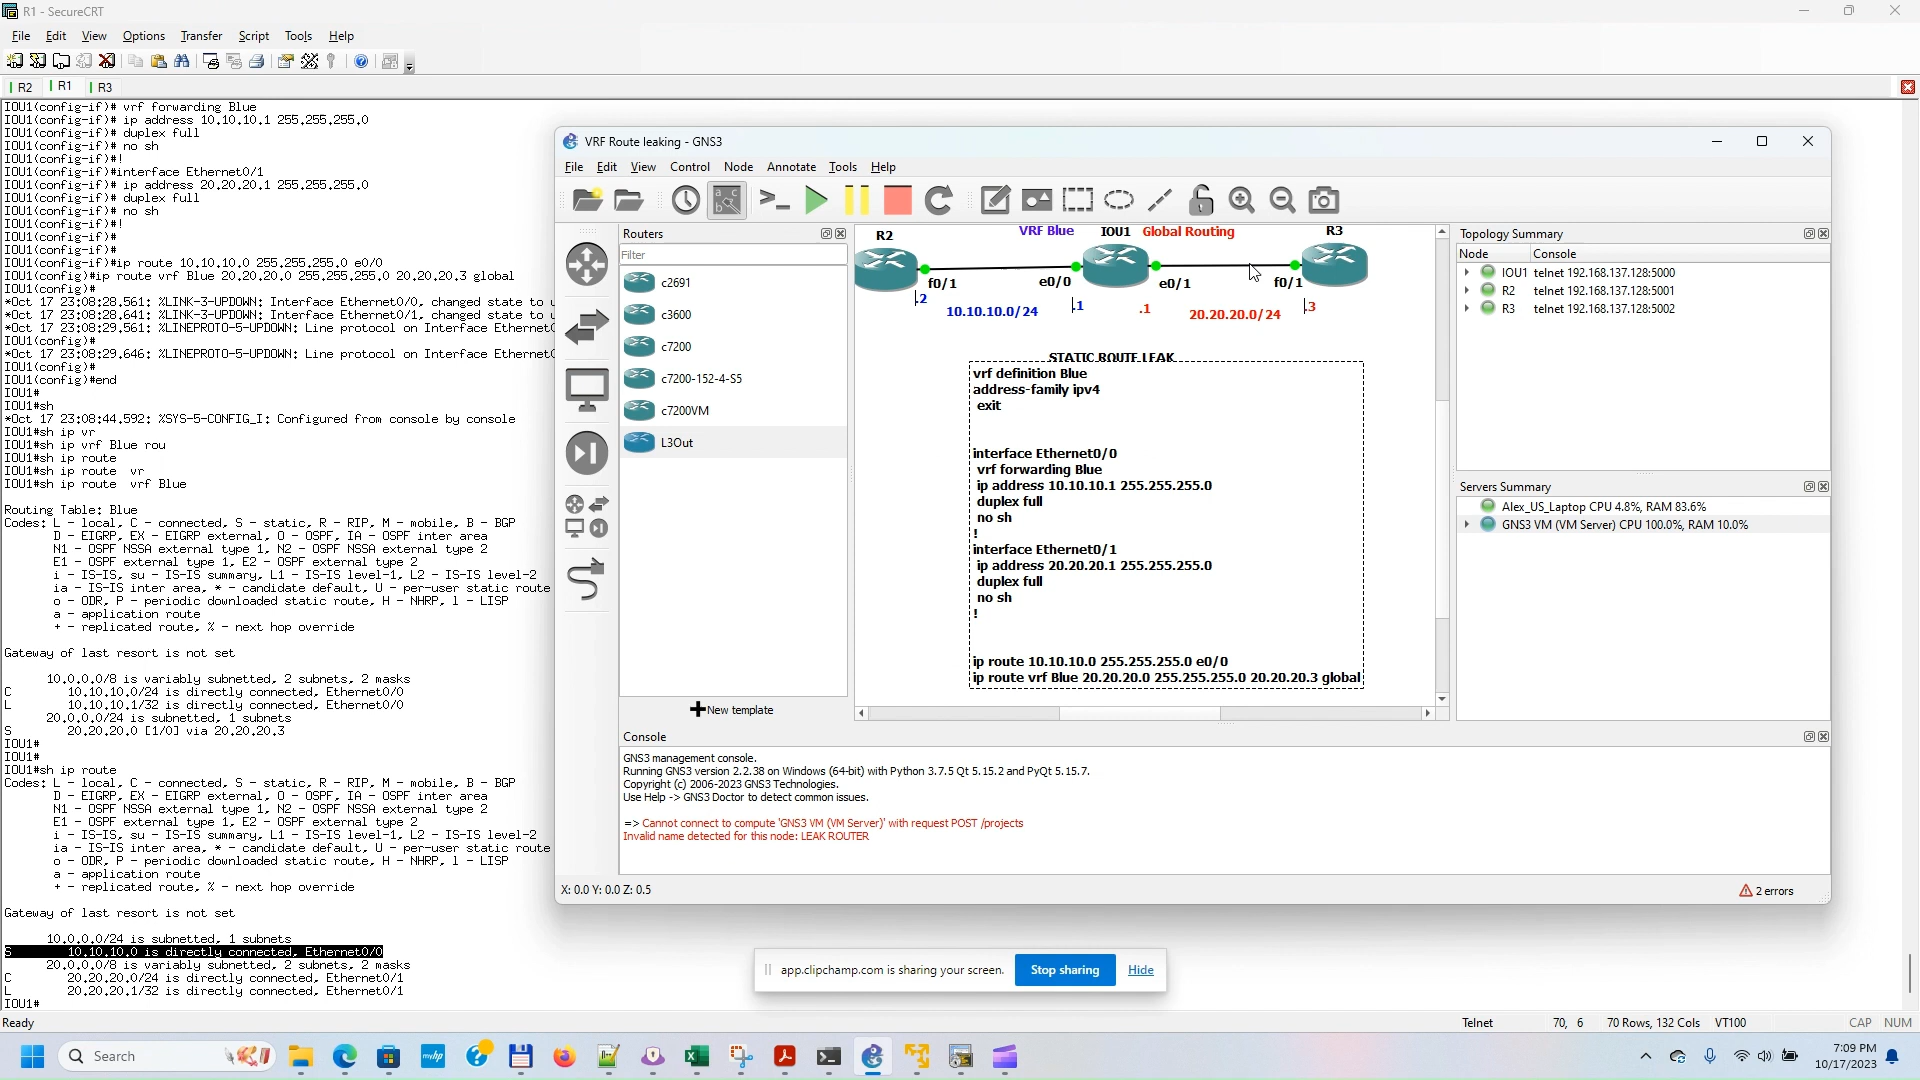 R1 - SecureCRT
File Edit View Options Transfer Script Tools Help
R2 R1 R3
IOU1(config-if)# vrf forwarding Blue
IOU1(config-if)# ip address 10.10.10.1 255.255.255.0
IOU1(config-if)# duplex full
IOU1(config-if)# no sh
IOU1(config-if)#!
IOU1(config-if)#interface Ethernet0/1
IOU1(config-if)# ip address 20.20.20.1 255.255.255.0
IOU1(config-if)# duplex full
IOU1(config-if)# no sh
IOU1(config-if)#!
IOU1(config-if)#
IOU1(config-if)#
IOU1(config-if)#ip route 10.10.10.0 255.255.255.0 e0/0
IOU1(config)#ip route vrf Blue 20.20.20.0 255.255.255.0 20.20.20.3 global
IOU1(config)#
*Oct 17 23:08:28.561: %LINK-3-UPDOWN: Interface Ethernet0/0, changed state to u
*Oct 17 23:08:28.641: %LINK-3-UPDOWN: Interface Ethernet0/1, changed state to u
*Oct 17 23:08:29.561: %LINEPROTO-5-UPDOWN: Line protocol on Interface Ethernet0
IOU1(config)#
*Oct 17 23:08:29.646: %LINEPROTO-5-UPDOWN: Line protocol on Interface Ethernet0
IOU1(config)#
IOU1(config)#end
IOU1#
IOU1#sh
*Oct 17 23:08:44.592: %SYS-5-CONFIG_I: Configured from console by console
IOU1#sh ip vr
IOU1#sh ip vrf Blue rou
IOU1#sh ip route
IOU1#sh ip route vr
IOU1#sh ip route vrf Blue
Routing Table: Blue
Codes: L - local, C - connected, S - static, R - RIP, M - mobile, B - BGP
D - EIGRP, EX - EIGRP external, O - OSPF, IA - OSPF inter area
N1 - OSPF NSSA external type 1, N2 - OSPF NSSA external type 2
E1 - OSPF external type 1, E2 - OSPF external type 2
i - IS-IS, su - IS-IS summary, L1 - IS-IS level-1, L2 - IS-IS level-2
ia - IS-IS inter area, * - candidate default, U - per-user static route
o - ODR, P - periodic downloaded static route, H - NHRP, l - LISP
a - application route
+ - replicated route, % - next hop override
Gateway of last resort is not set
10.0.0.0/8 is variably subnetted, 2 subnets, 2 masks
C 10.10.10.0/24 is directly connected, Ethernet0/0
L 10.10.10.1/32 is directly connected, Ethernet0/0
20.0.0.0/24 is subnetted, 1 subnets
S 20.20.20.0 [1/0] via 20.20.20.3
IOU1#
IOU1#
IOU1#sh ip route
Codes: L - local, C - connected, S - static, R - RIP, M - mobile, B - BGP
D - EIGRP, EX - EIGRP external, O - OSPF, IA - OSPF inter area
N1 - OSPF NSSA external type 1, N2 - OSPF NSSA external type 2
E1 - OSPF external type 1, E2 - OSPF external type 2
i - IS-IS, su - IS-IS summary, L1 - IS-IS level-1, L2 - IS-IS level-2
ia - IS-IS inter area, * - candidate default, U - per-user static route
o - ODR, P - periodic downloaded static route, H - NHRP, l - LISP
a - application route
+ - replicated route, % - next hop override
Gateway of last resort is not set
10.0.0.0/24 is subnetted, 1 subnets
S 10.10.10.0 is directly connected, Ethernet0/0
20.0.0.0/8 is variably subnetted, 2 subnets, 2 masks
C 20.20.20.0/24 is directly connected, Ethernet0/1
L 20.20.20.1/32 is directly connected, Ethernet0/1
IOU1#
VRF Route leaking - GNS3
File Edit View Control Node Annotate Tools Help
Routers
Filter
c2691
c3600
c7200
c7200-152-4-S5
c7200VM
L3Out
New template
R2 VRF Blue IOU1 Global Routing R3
f0/1 e0/0 e0/1 f0/1
.2 10.10.10.0/24 .1 .1 20.20.20.0/24 .3
STATIC ROUTE LEAK
vrf definition Blue
address-family ipv4
exit
interface Ethernet0/0
vrf forwarding Blue
ip address 10.10.10.1 255.255.255.0
duplex full
no sh
!
interface Ethernet0/1
ip address 20.20.20.1 255.255.255.0
duplex full
no sh
!
ip route 10.10.10.0 255.255.255.0 e0/0
ip route vrf Blue 20.20.20.0 255.255.255.0 20.20.20.3 global
Topology Summary
Node Console
IOU1 telnet 192.168.137.128:5000
R2 telnet 192.168.137.128:5001
R3 telnet 192.168.137.128:5002
Servers Summary
Alex_US_Laptop CPU 4.8%, RAM 83.6%
GNS3 VM (VM Server) CPU 100.0%, RAM 10.0%
Console
GNS3 management console.
Running GNS3 version 2.2.38 on Windows (64-bit) with Python 3.7.5 Qt 5.15.2 and PyQt 5.15.7.
Copyright (c) 2006-2023 GNS3 Technologies.
Use Help -> GNS3 Doctor to detect common issues.
=> Cannot connect to compute 'GNS3 VM (VM Server)' with request POST /projects
Invalid name detected for this node: LEAK ROUTER
X: 0.0 Y: 0.0 Z: 0.5
2 errors
app.clipchamp.com is sharing your screen. Stop sharing Hide
Ready Telnet 70, 6 70 Rows, 132 Cols VT100 CAP NUM
Search
myhp
7:09 PM
10/17/2023